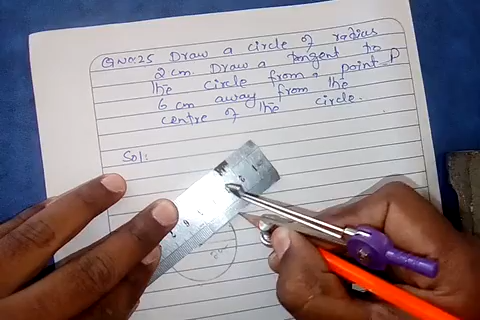 Q.No:25 Draw a circle of radius
2 cm. Draw a tangent to
the circle from a point P
6 cm away from the
centre of the circle.
Sol: